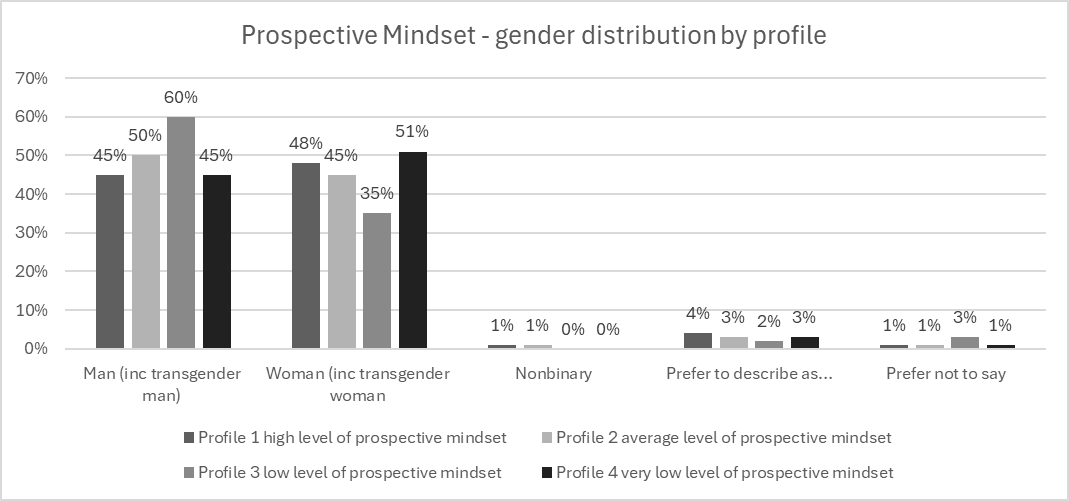 Prospective Mindset - gender distribution by profile
70%
60%
50%
40%
30%
20%
10%
0%
45%
50%
60%
45%
48%
45%
35%
51%
1%
1%
0%
0%
4%
3%
2%
3%
1%
1%
3%
1%
Man (inc transgender
man)
Woman (inc transgender
woman
Nonbinary
Prefer to describe as...
Prefer not to say
Profile 1 high level of prospective mindset
Profile 2 average level of prospective mindset
Profile 3 low level of prospective mindset
Profile 4 very low level of prospective mindset